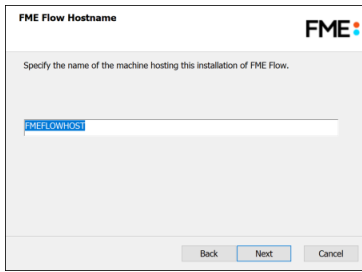 FME Flow Hostname
FME
Specify the name of the machine hosting this installation of FME Flow.
FMEFLOWHOST
Back Next Cancel